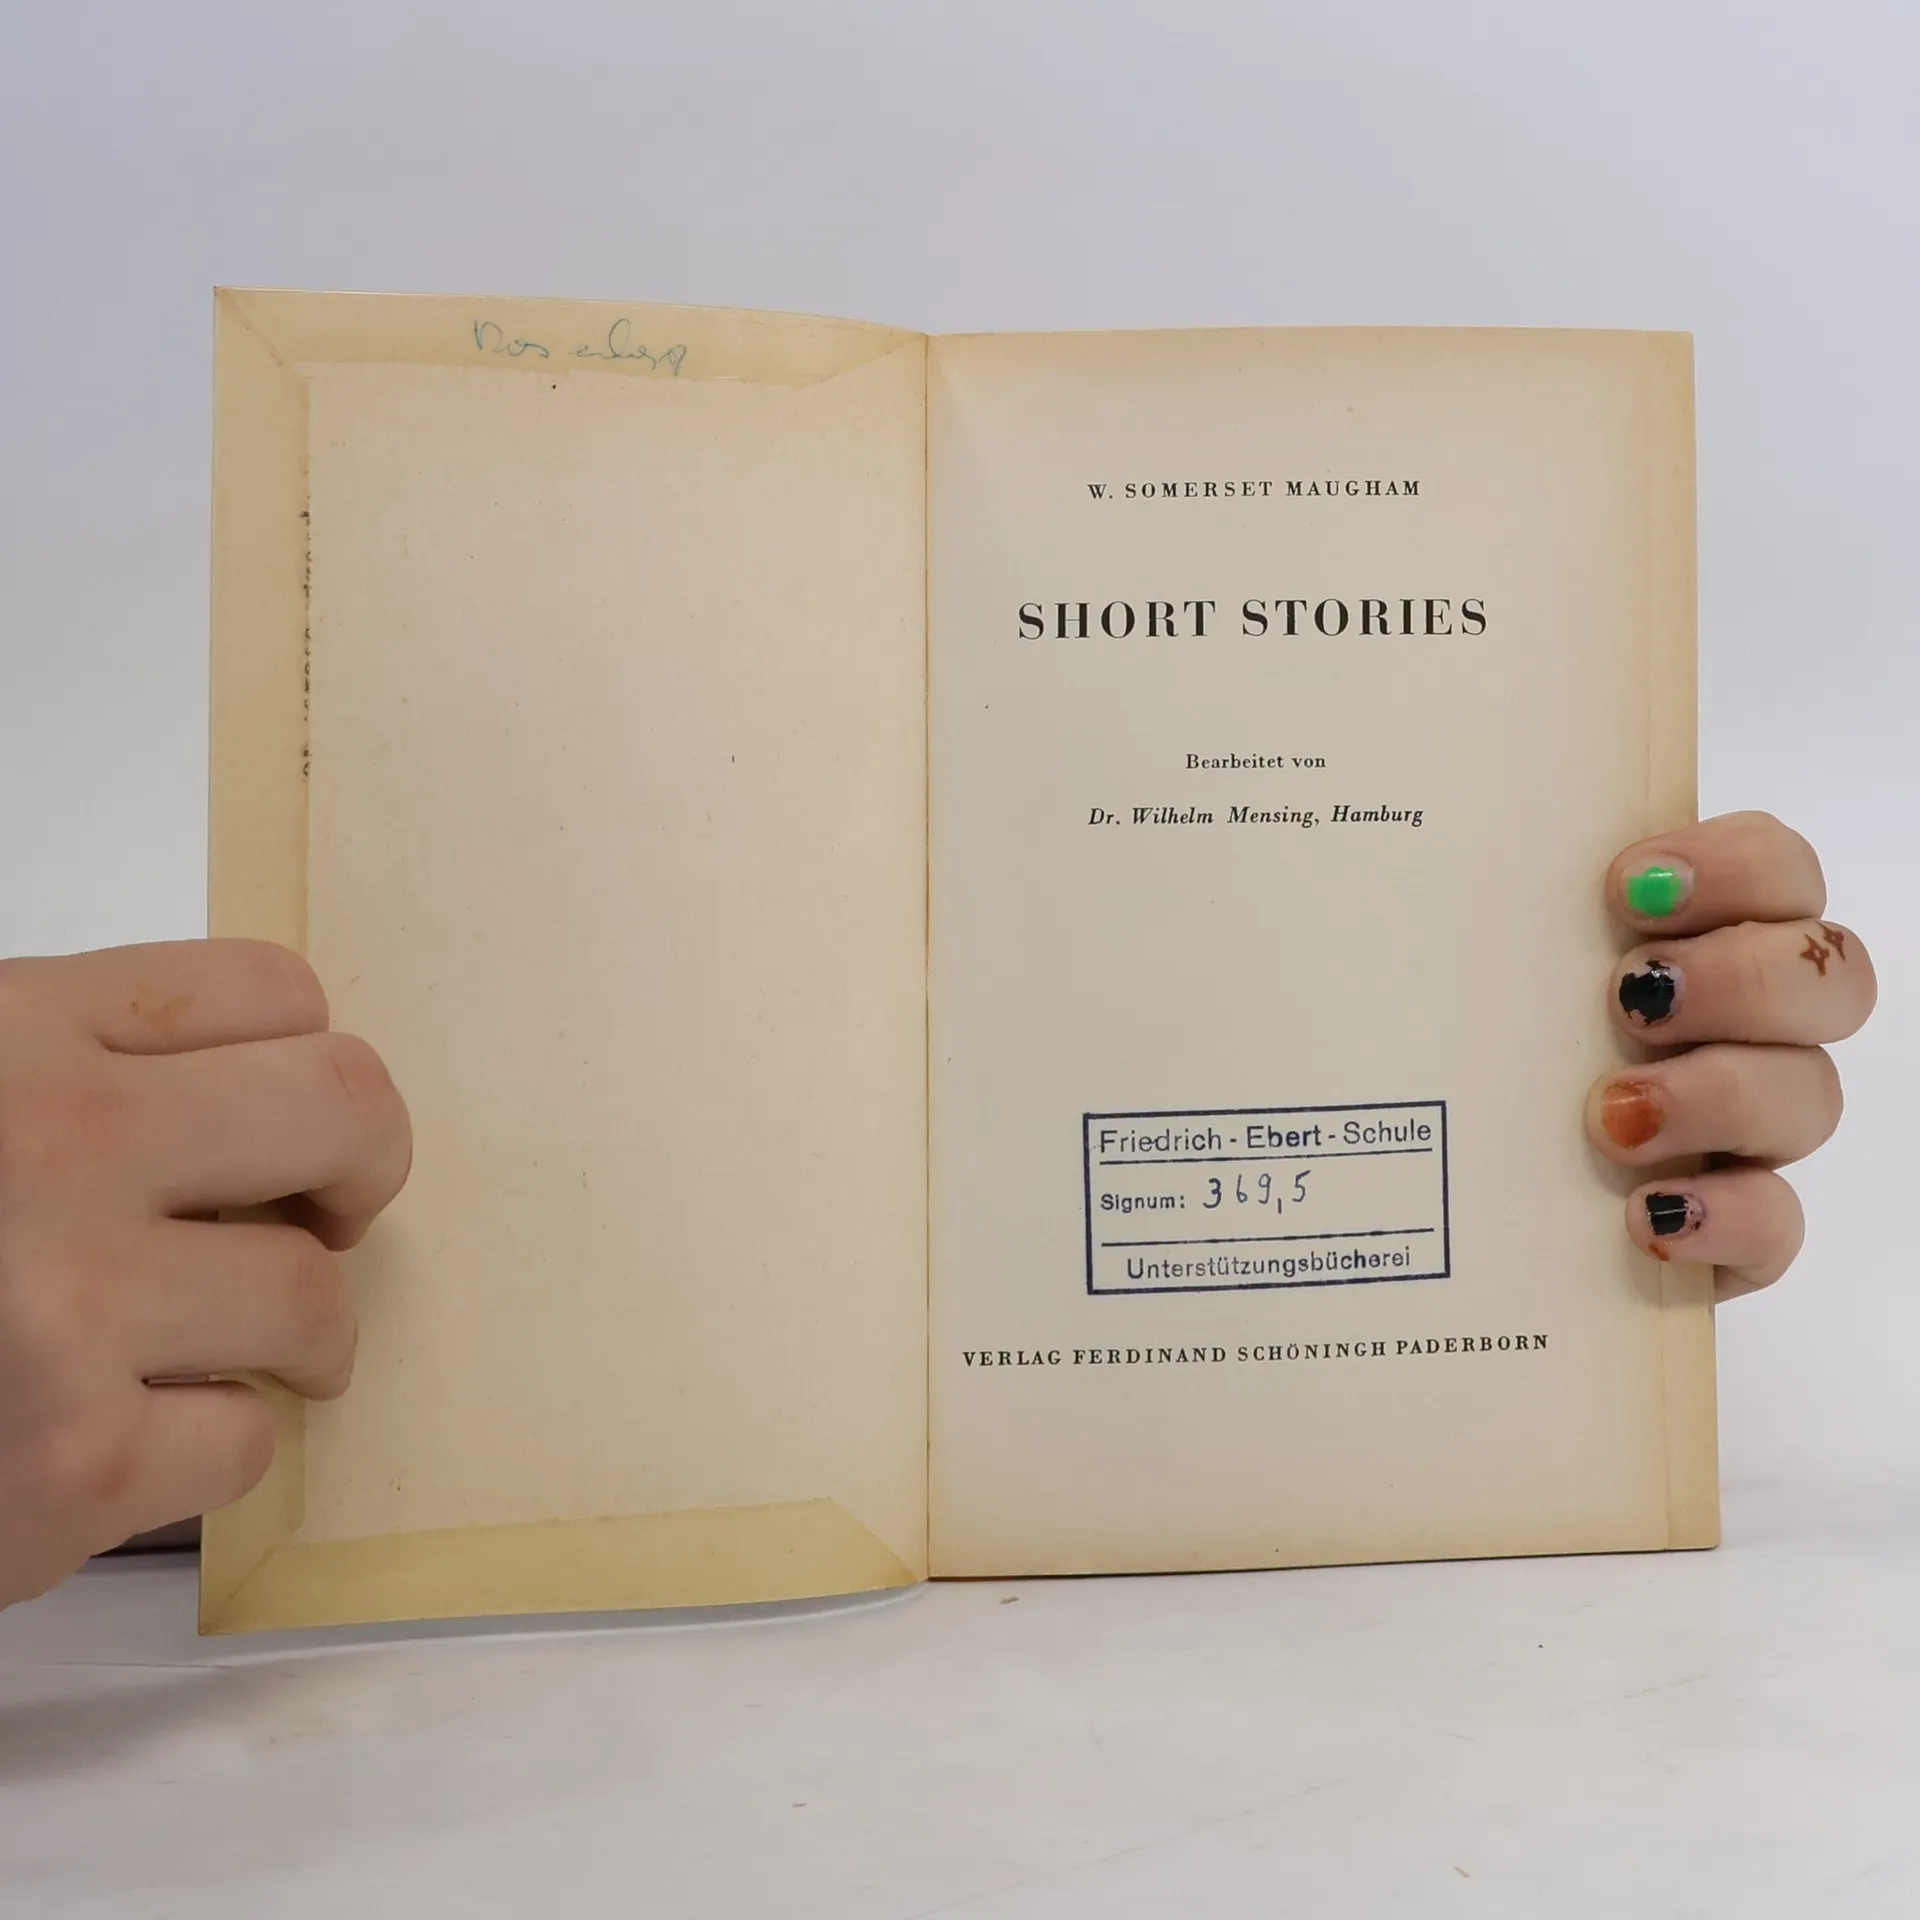 W. SOMERSET MAUGHAM
SHORT STORIES
Bearbeitet von
Dr. Wilhelm Mensing, Hamburg
Friedrich - Ebert - Schule
Signum: 369,5
Unterstützungsbücherei
VERLAG FERDINAND SCHÖNINGH PADERBORN